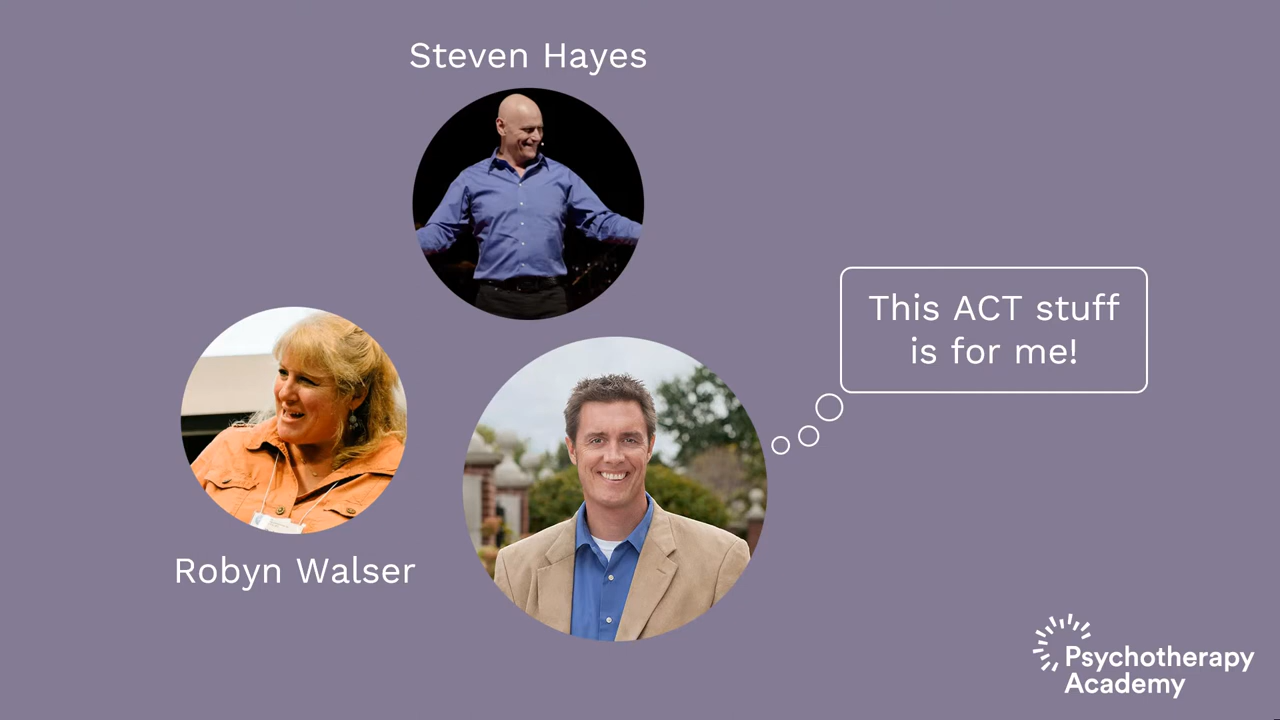 Steven Hayes
This ACT stuff
is for me!
Robyn Walser
Psychotherapy
Academy